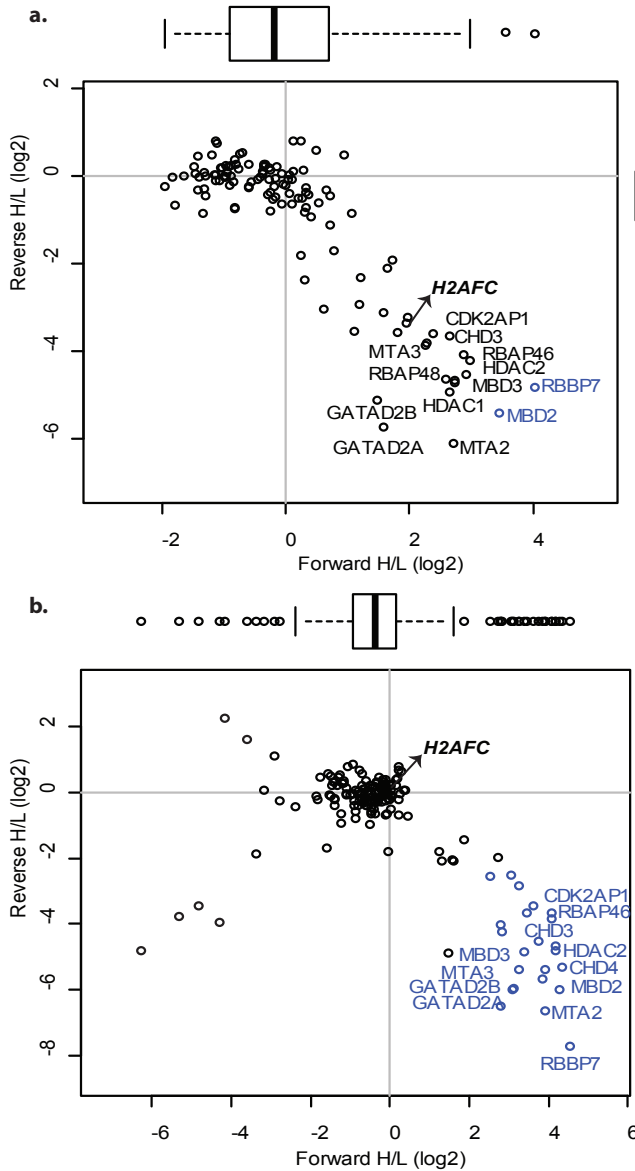 a.
2
0
-2
-4
-6
Reverse H/L (log2)
H2AFC
CDK2AP1
CHD3
MTA3
RBAP46
HDAC2
RBAP48
MBD3
RBBP7
HDAC1
GATAD2B
MBD2
GATAD2A
MTA2
-2 0 2 4
Forward H/L (log2)
b.
2
0
-2
-4
-6
-8
Reverse H/L (log2)
H2AFC
CDK2AP1
RBAP46
CHD3
MBD3
HDAC2
MTA3
CHD4
GATAD2B
MBD2
GATAD2A
MTA2
RBBP7
-6 -4 -2 0 2 4 6
Forward H/L (log2)